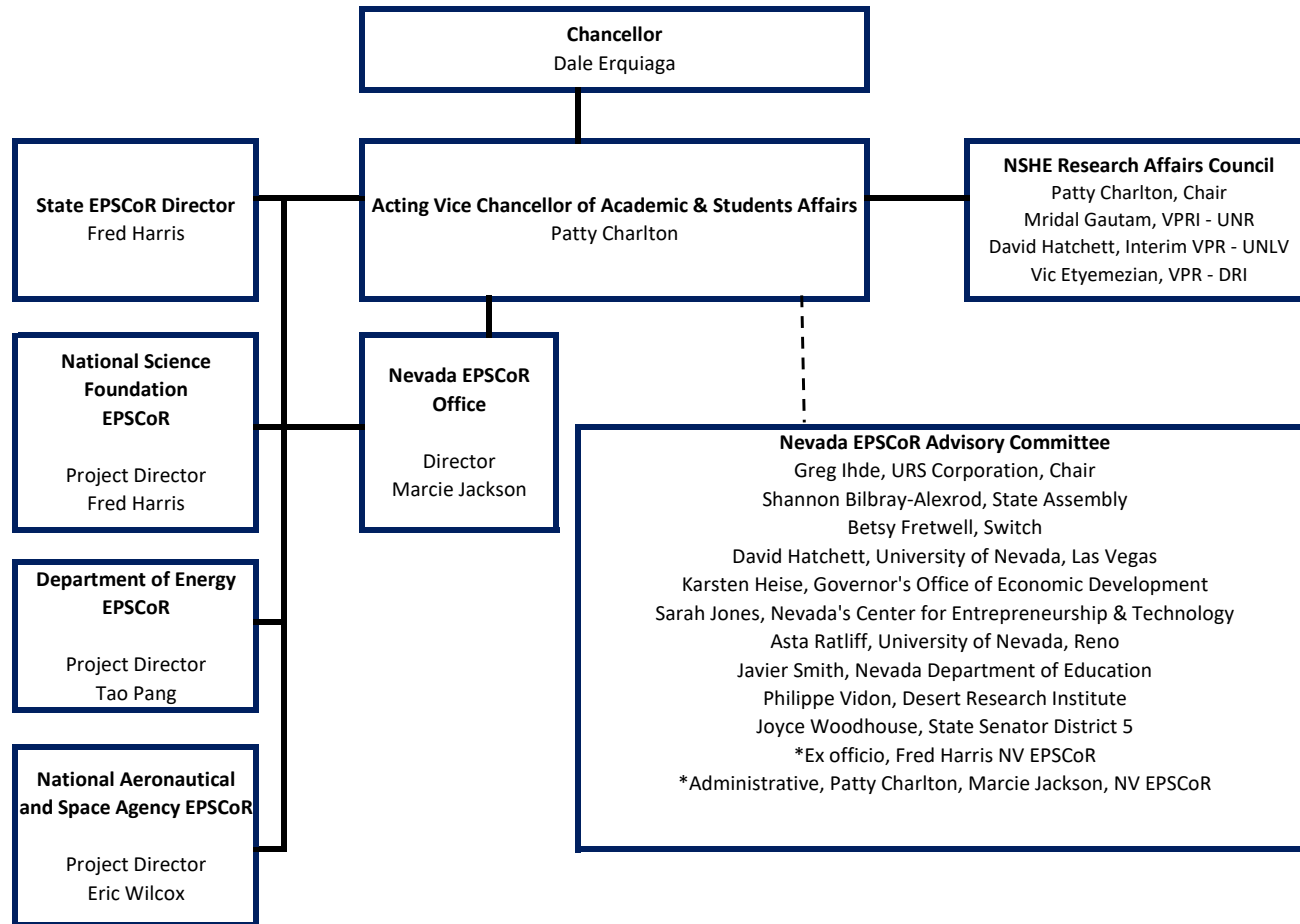 Chancellor
Dale Erquiaga
State EPSCoR Director
Fred Harris
Acting Vice Chancellor of Academic & Students Affairs
Patty Charlton
NSHE Research Affairs Council
Patty Charlton, Chair
Mridal Gautam, VPRI - UNR
David Hatchett, Interim VPR - UNLV
Vic Etyemezian, VPR - DRI
National Science
Foundation
EPSCoR
Project Director
Fred Harris
Nevada EPSCoR
Office
Director
Marcie Jackson
Nevada EPSCoR Advisory Committee
Greg Ihde, URS Corporation, Chair
Shannon Bilbray-Alexrod, State Assembly
Betsy Fretwell, Switch
David Hatchett, University of Nevada, Las Vegas
Karsten Heise, Governor's Office of Economic Development
Sarah Jones, Nevada's Center for Entrepreneurship & Technology
Asta Ratliff, University of Nevada, Reno
Javier Smith, Nevada Department of Education
Philippe Vidon, Desert Research Institute
Joyce Woodhouse, State Senator District 5
*Ex officio, Fred Harris NV EPSCoR
*Administrative, Patty Charlton, Marcie Jackson, NV EPSCoR
Department of Energy
EPSCoR
Project Director
Tao Pang
National Aeronautical
and Space Agency EPSCoR
Project Director
Eric Wilcox